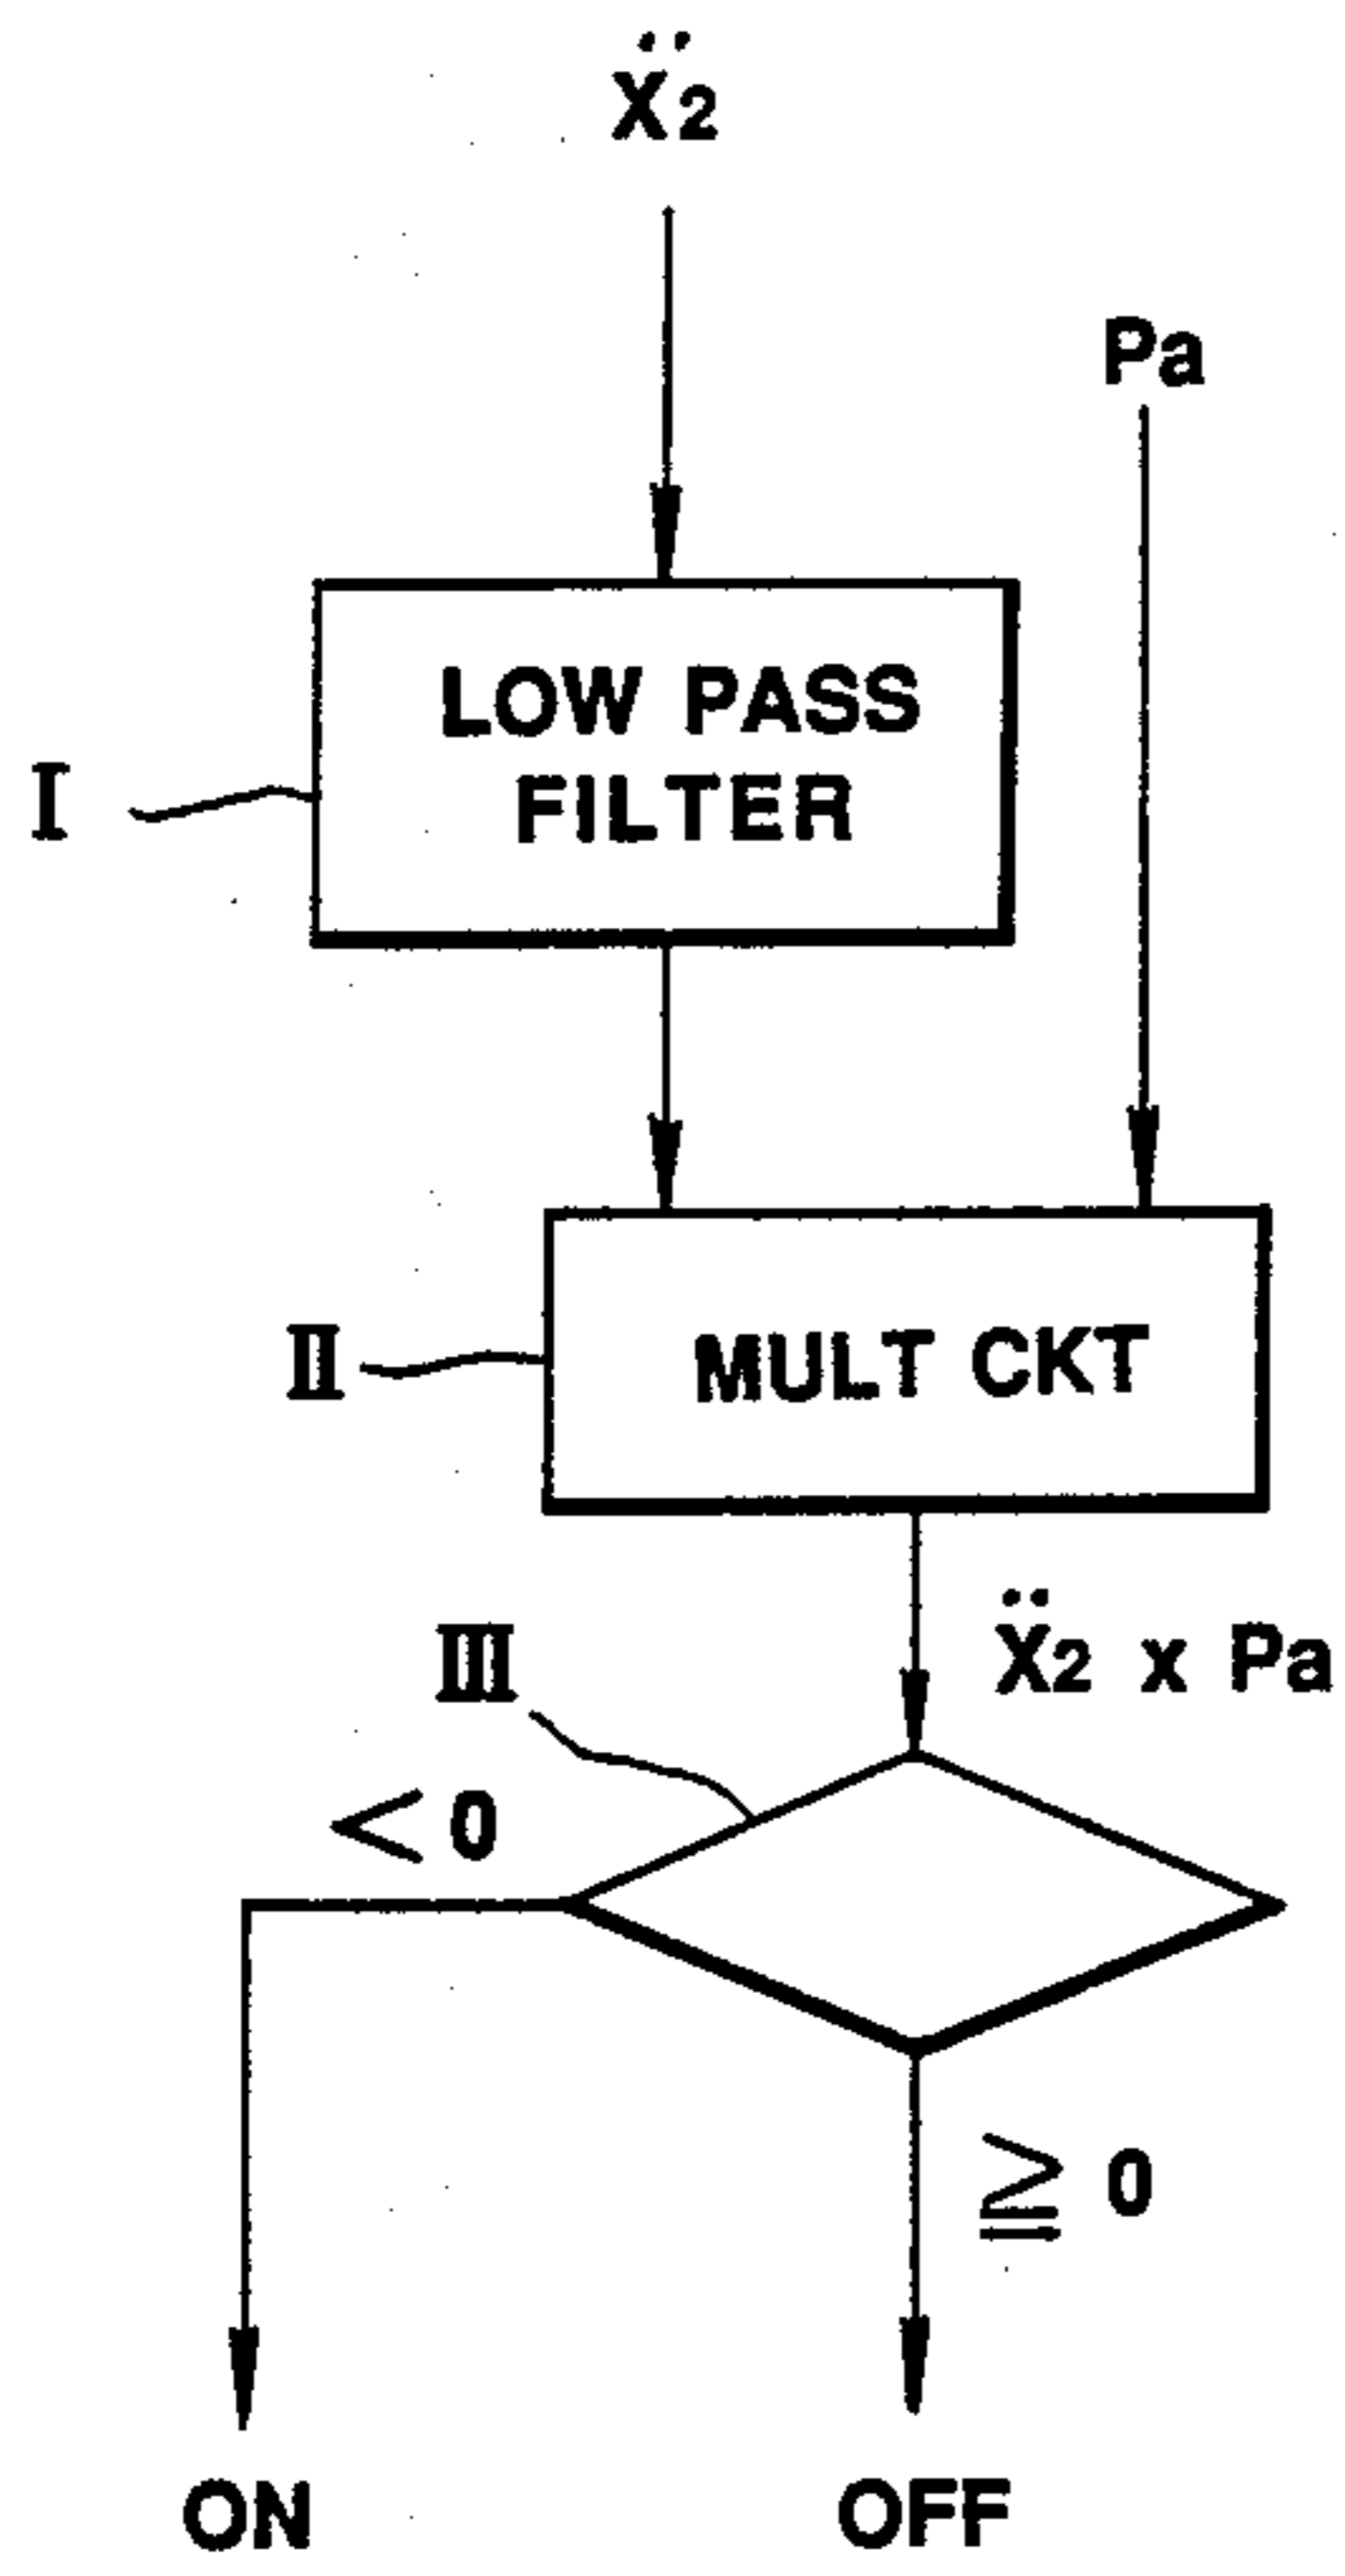 Ẍ2
Pa
LOW PASS
FILTER
I
II
MULT CKT
Ẍ2 x Pa
III
< 0
≧ 0
ON
OFF